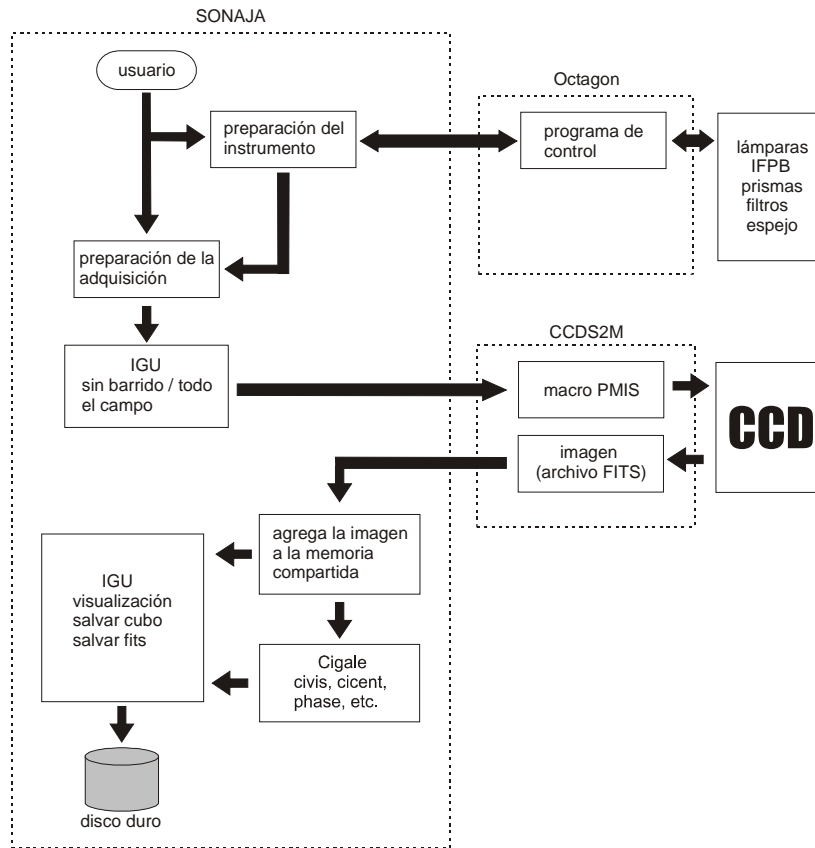 SONAJA
usuario
Octagon
preparación del
instrumento
programa de
control
lámparas
IFPB
prismas
filtros
espejo
preparación de la
adquisición
CCDS2M
IGU
sin barrido / todo
el campo
macro PMIS
CCD
imagen
(archivo FITS)
agrega la imagen
a la memoria
compartida
IGU
visualización
salvar cubo
salvar fits
Cigale
civis, cicent,
phase, etc.
disco duro